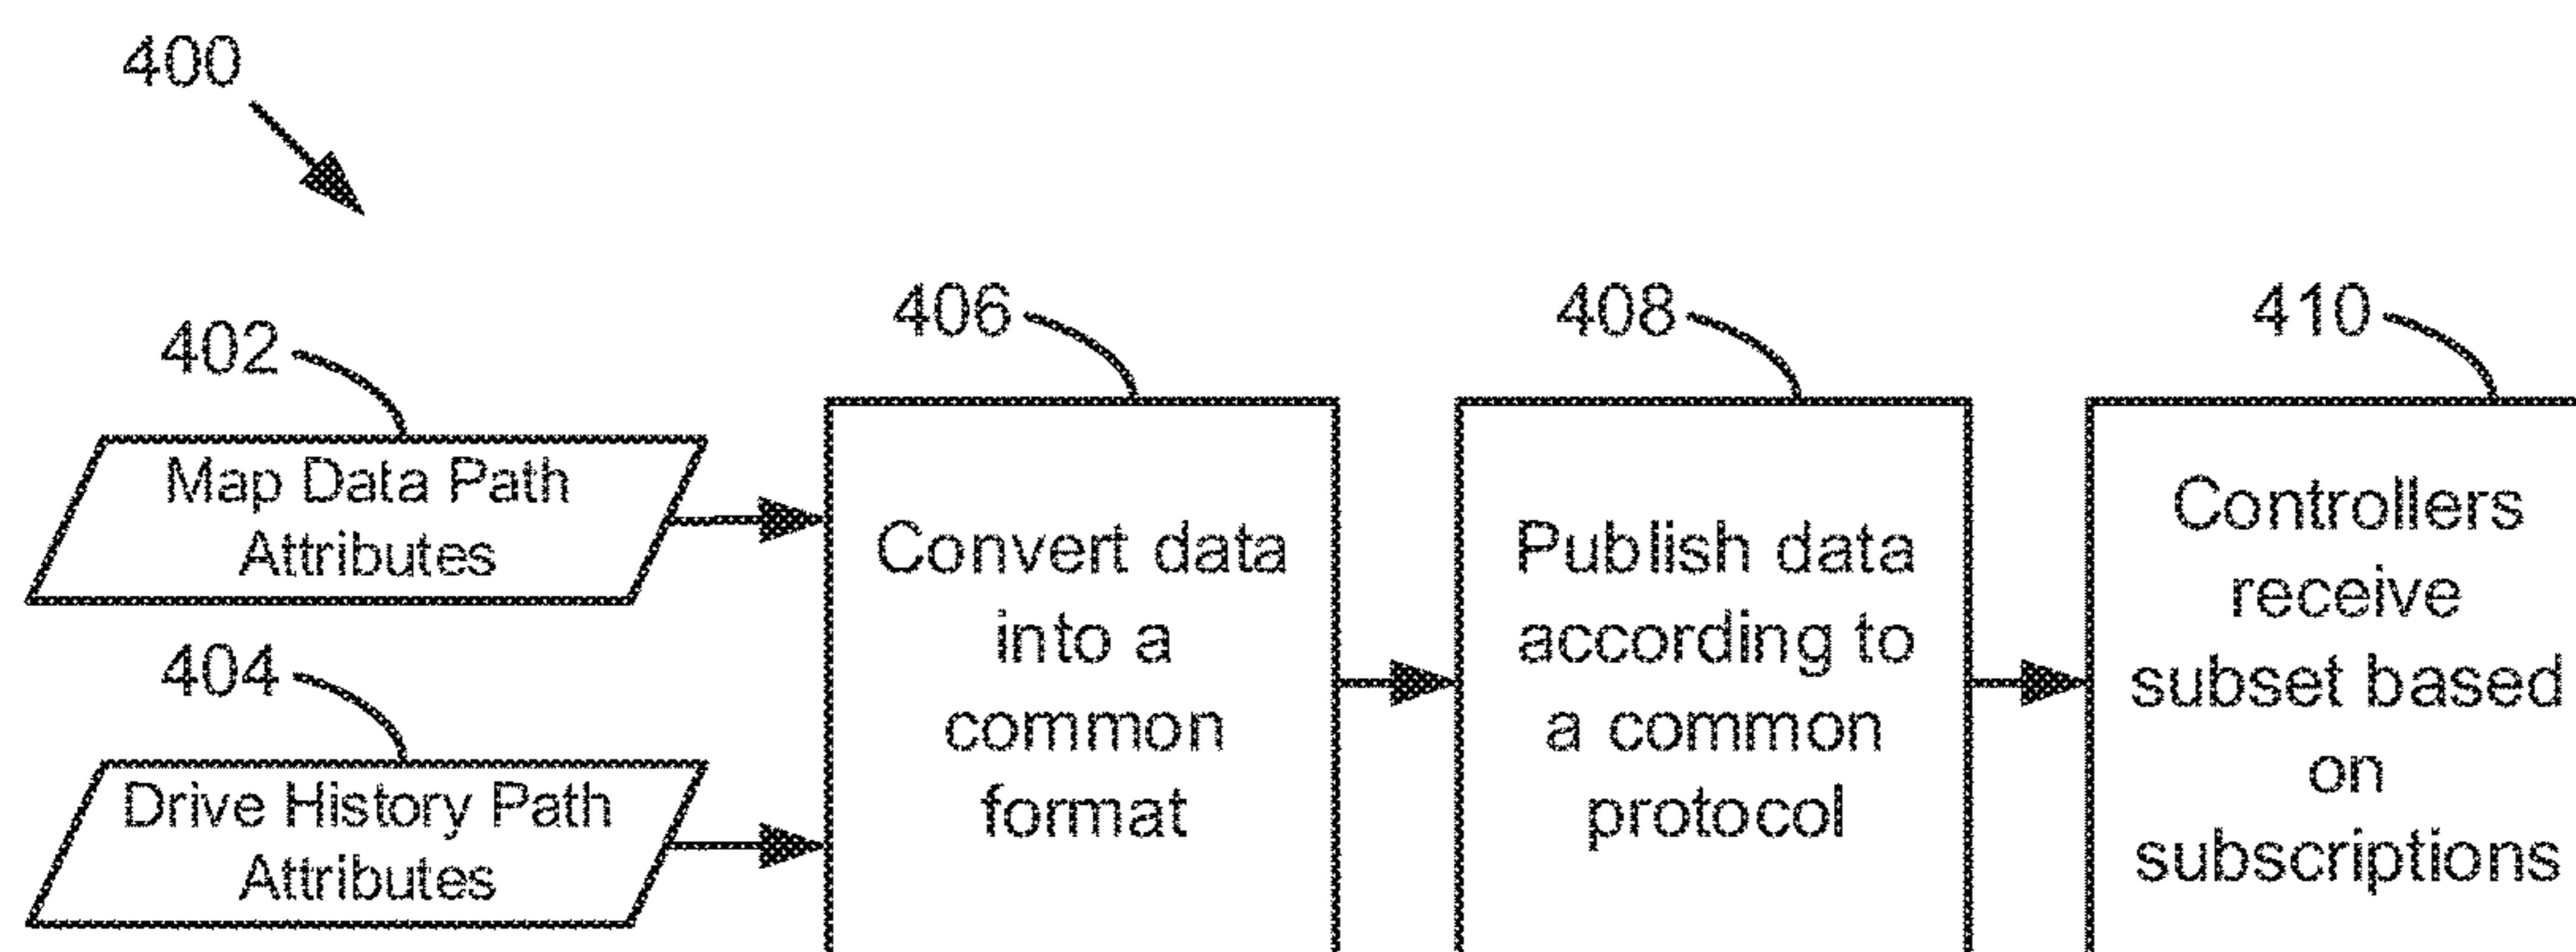 400
402
Map Data Path
Attributes
404
Drive History Path
Attributes
406
Convert data
into a
common
format
408
Publish data
according to
a common
protocol
410
Controllers
receive
subset based
on
subscriptions